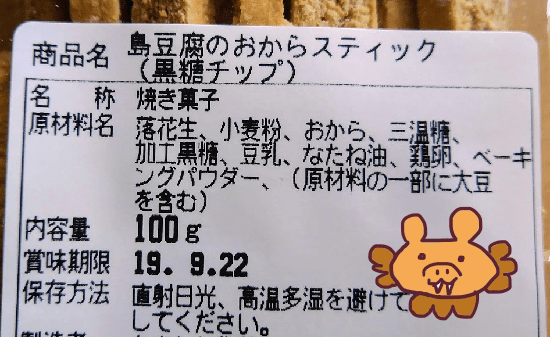 商品名 島豆腐のおからスティック
（黒糖チップ）
名 称 焼き菓子
原材料名 落花生、小麦粉、おから、三温糖、
加工黒糖、豆乳、なたね油、鶏卵、ベーキ
ングパウダー、（原材料の一部に大豆
を含む）
内容量 100g
賞味期限 19. 9.22
保存方法 直射日光、高温多湿を避けて
してください。